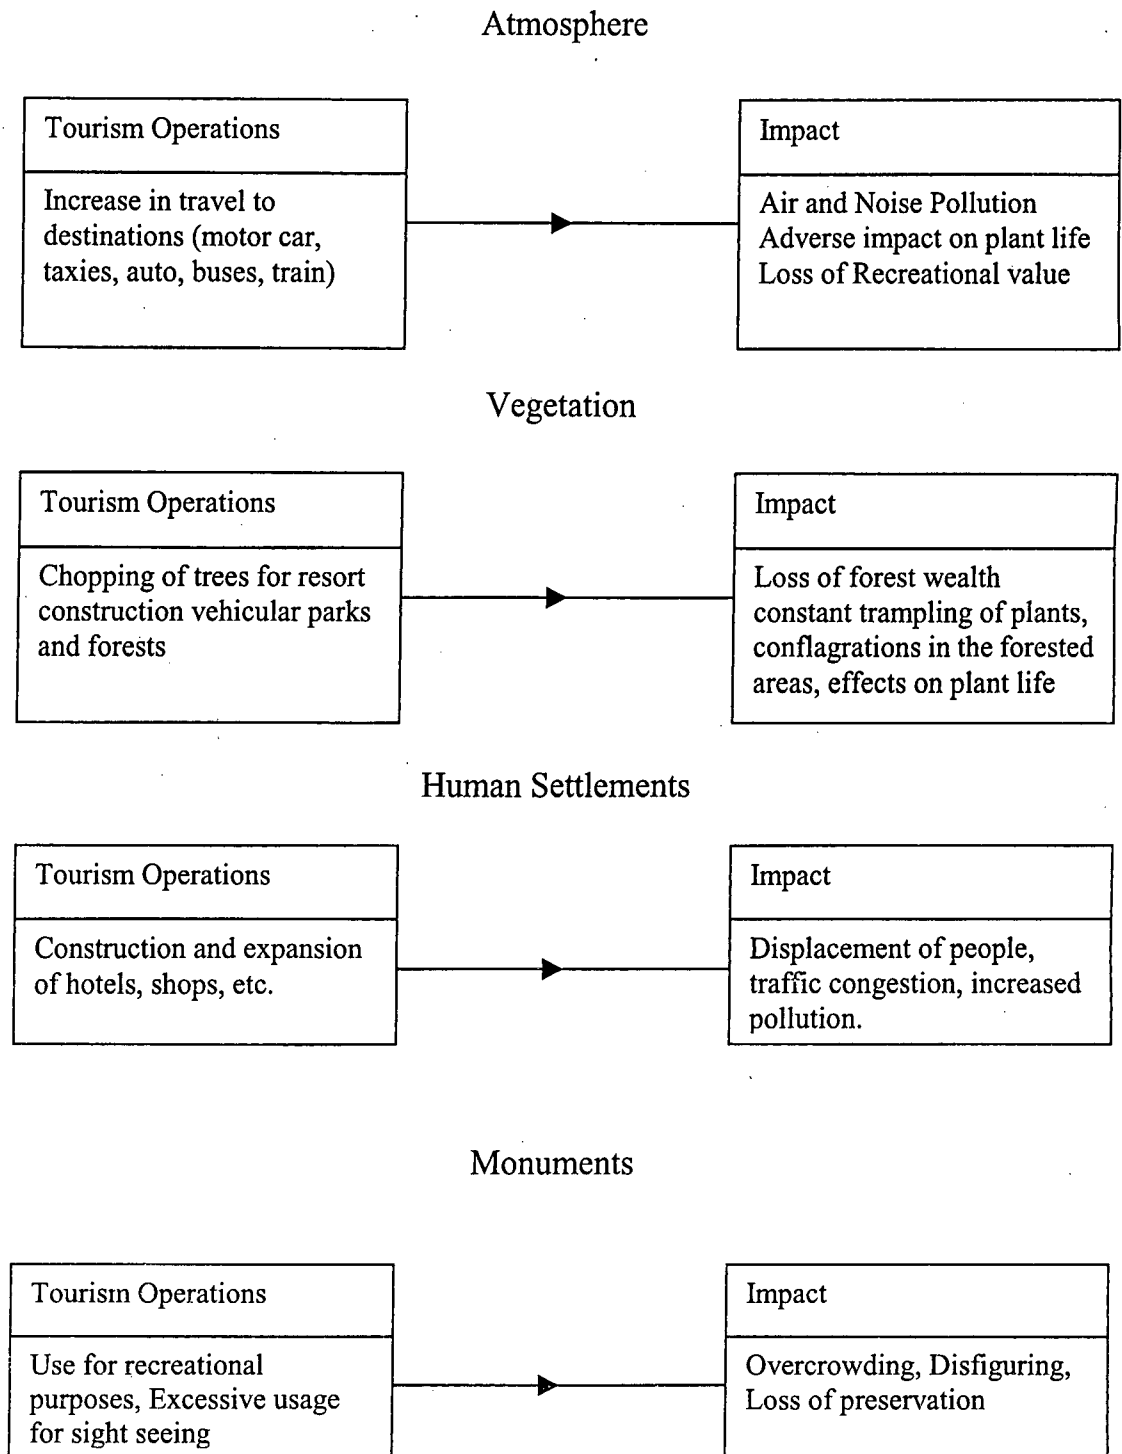 Atmosphere
Tourism Operations
Increase in travel to
destinations (motor car,
taxies, auto, buses, train)
Impact
Air and Noise Pollution
Adverse impact on plant life
Loss of Recreational value
Vegetation
Tourism Operations
Chopping of trees for resort
construction vehicular parks
and forests
Impact
Loss of forest wealth
constant trampling of plants,
conflagrations in the forested
areas, effects on plant life
Human Settlements
Tourism Operations
Construction and expansion
of hotels, shops, etc.
Impact
Displacement of people,
traffic congestion, increased
pollution.
Monuments
Tourism Operations
Use for recreational
purposes, Excessive usage
for sight seeing
Impact
Overcrowding, Disfiguring,
Loss of preservation